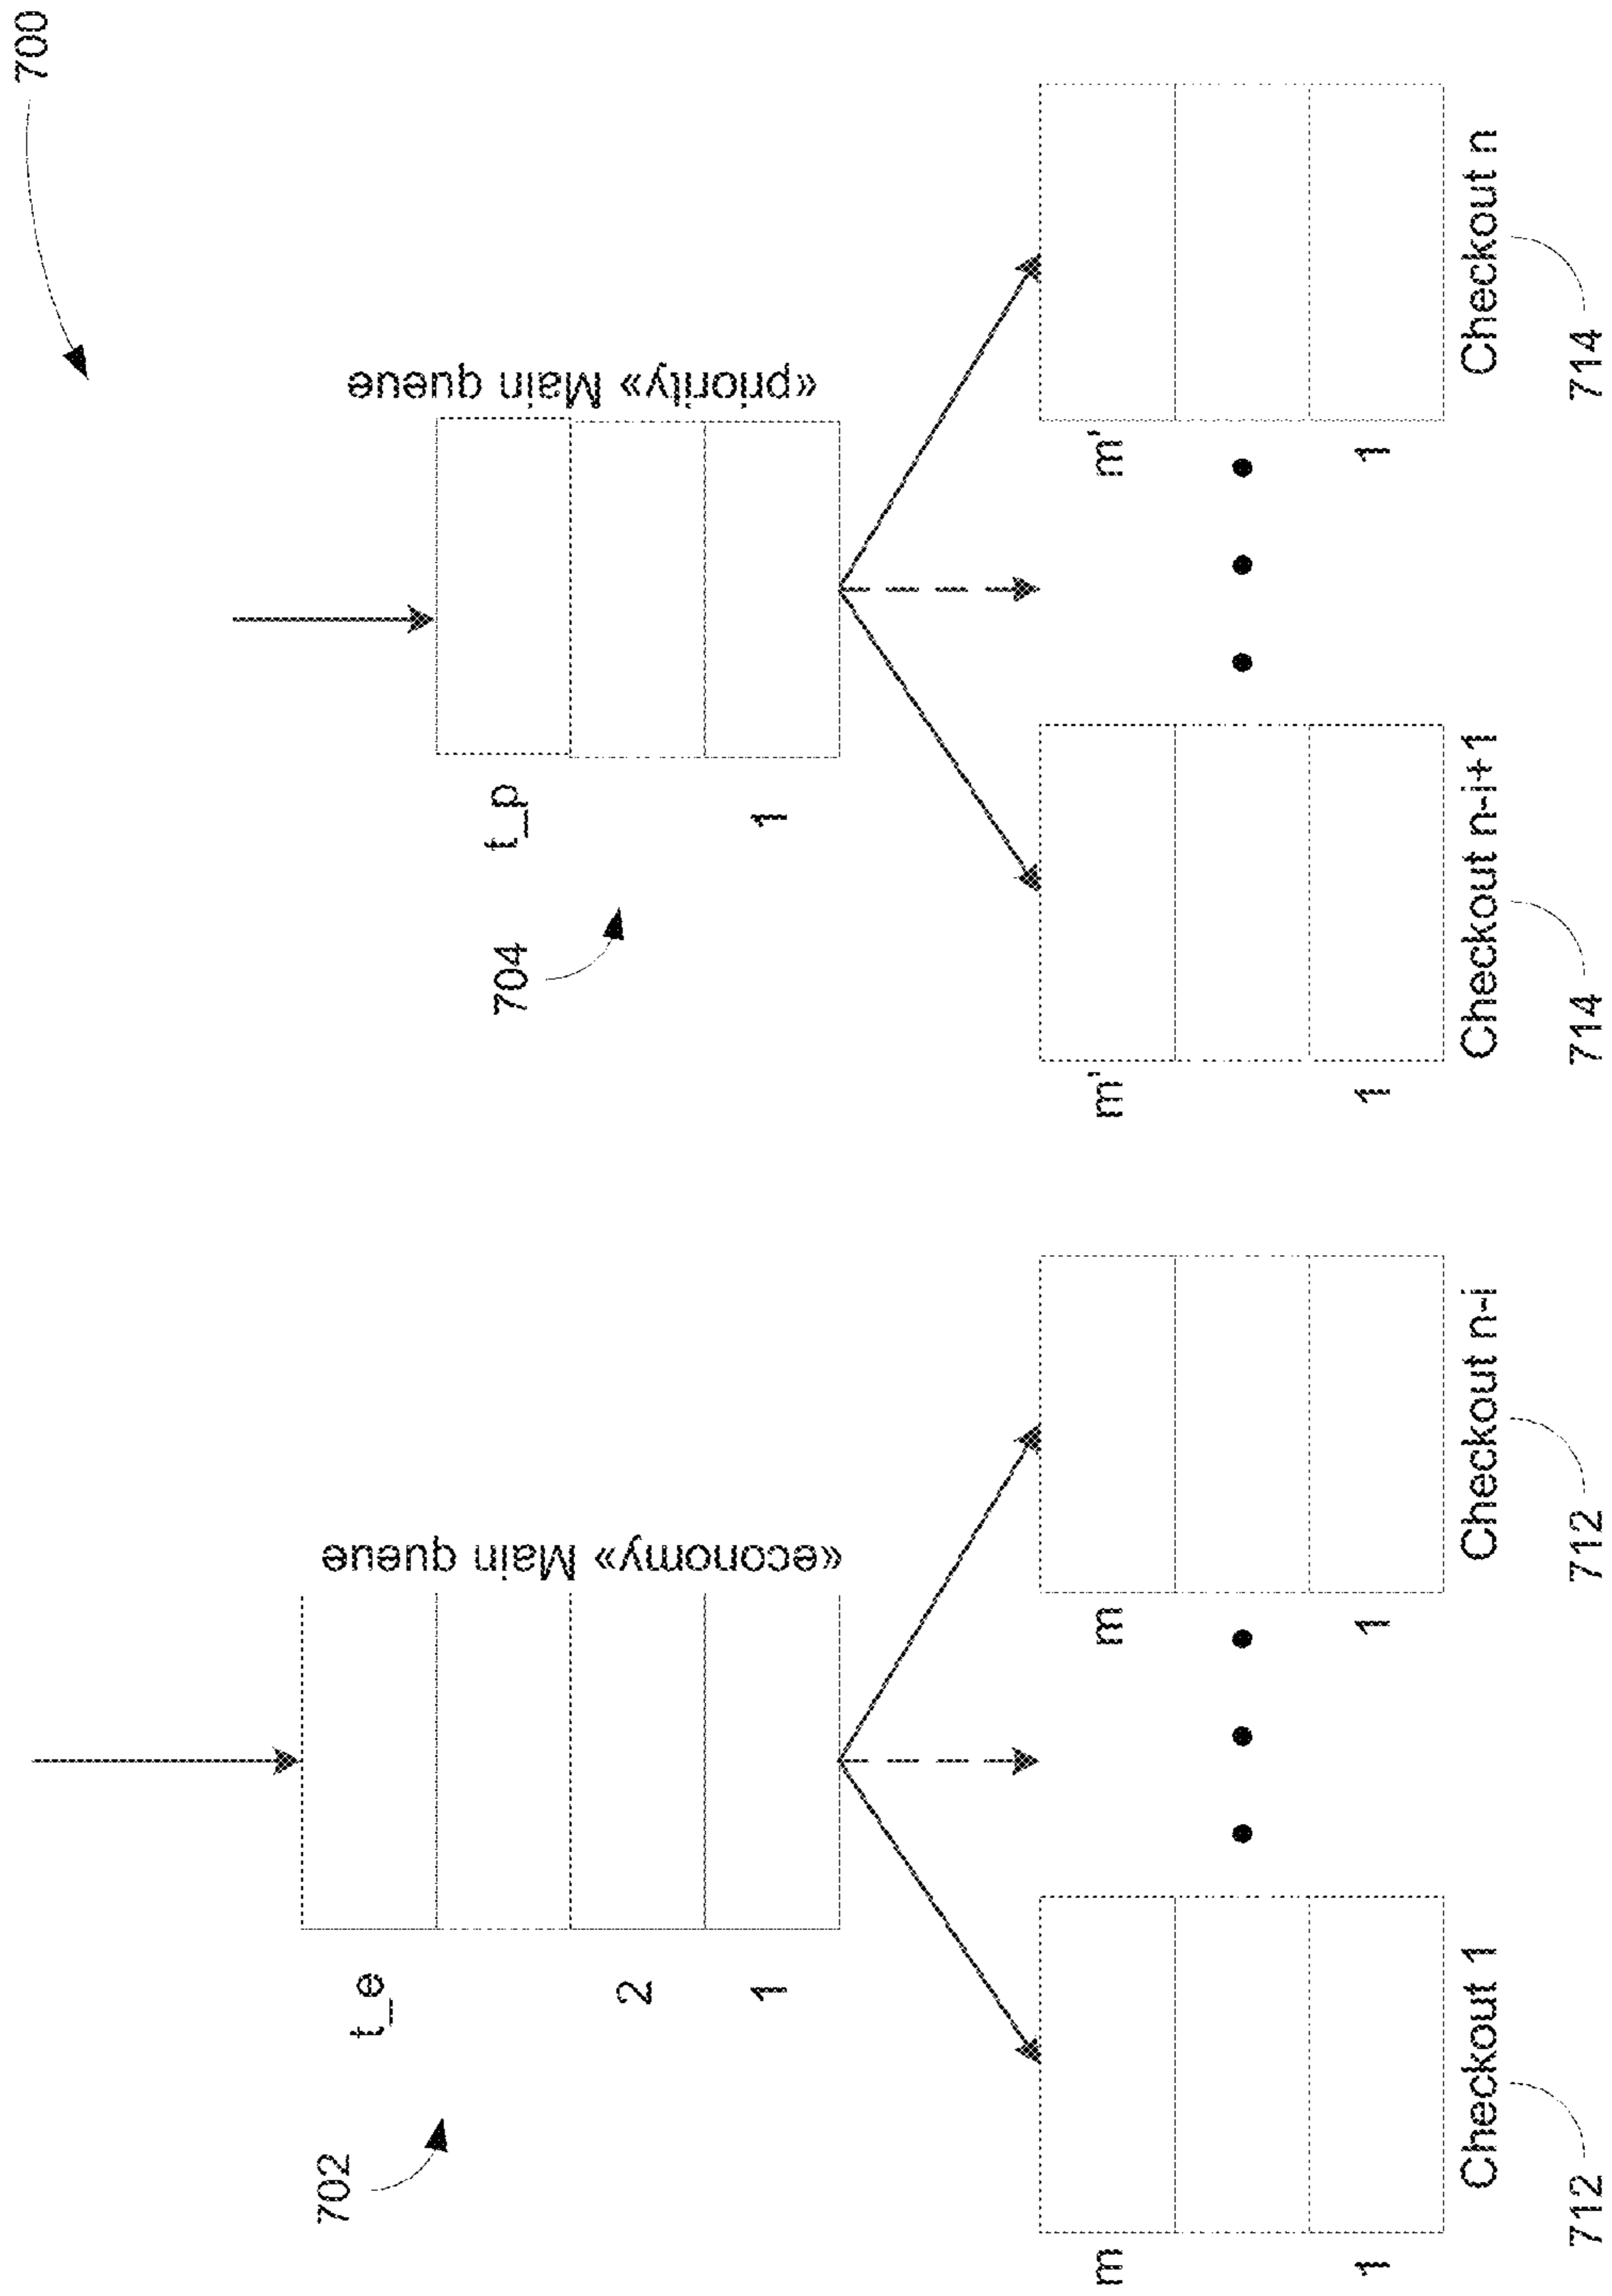 700
702
t_e
2
1
«economy» Main queue
704
t_p
1
«priority» Main queue
m
1
m
1
m'
1
m'
1
Checkout 1
Checkout n-i
Checkout n-i+1
Checkout n
712
712
714
714